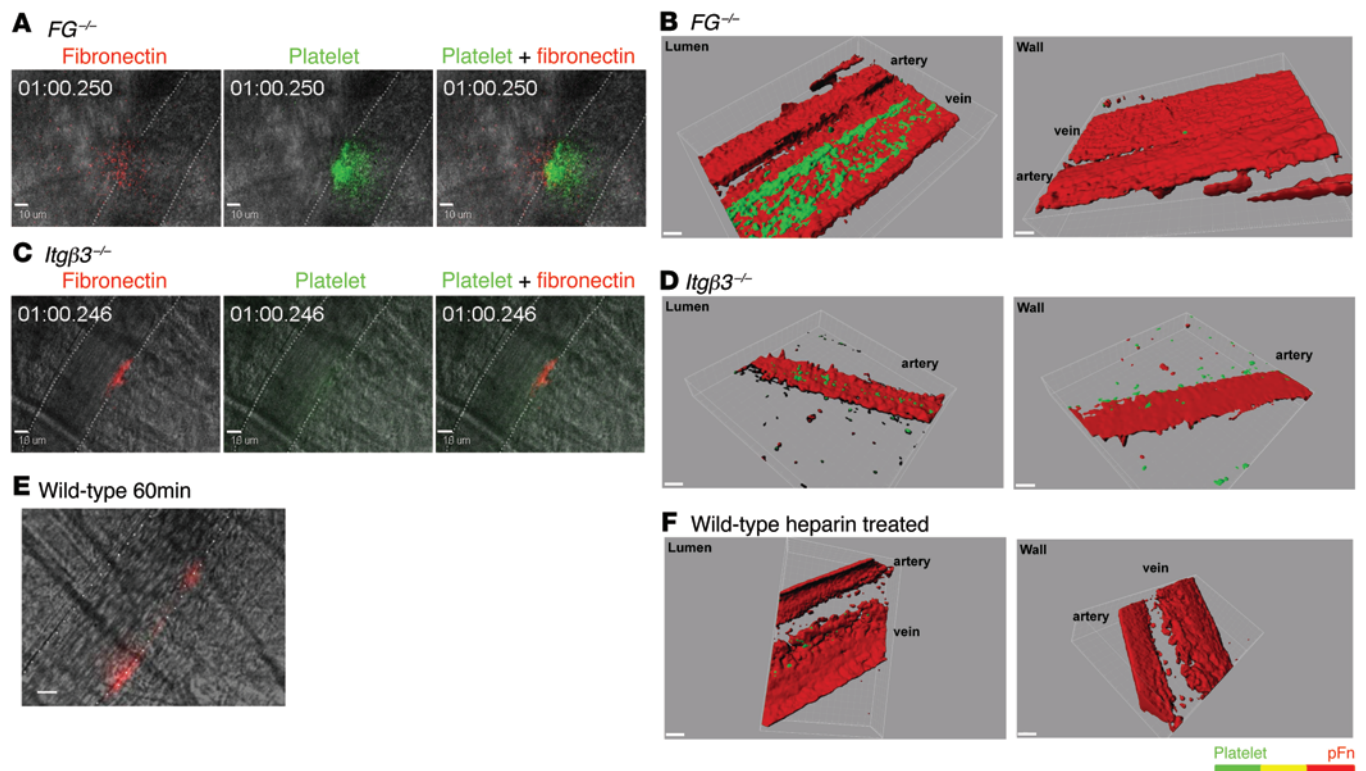 A FG−/−
Fibronectin Platelet Platelet + fibronectin
01:00.250 01:00.250 01:00.250
10 um 10 um 10 um
B FG−/−
Lumen Wall
artery
vein
vein
artery
C Itgβ3−/−
Fibronectin Platelet Platelet + fibronectin
01:00.246 01:00.246 01:00.246
10 um 10 um 10 um
D Itgβ3−/−
Lumen Wall
artery artery
E Wild-type 60min
F Wild-type heparin treated
Lumen Wall
artery
vein
vein
artery
Platelet pFn